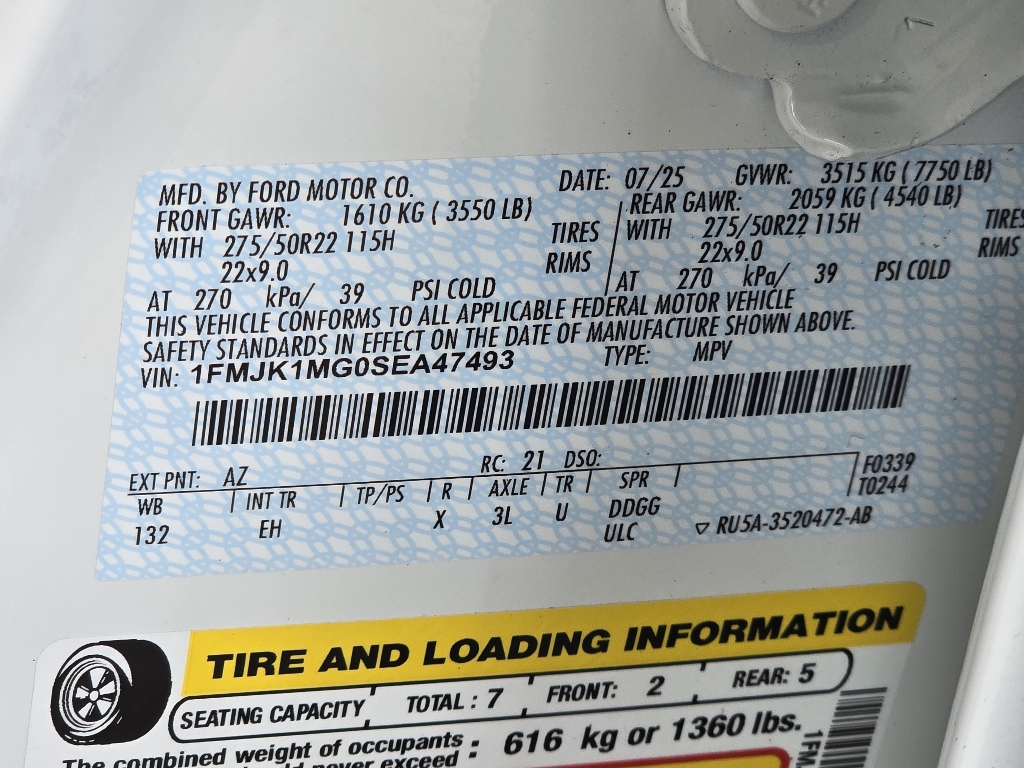 MFD. BY FORD MOTOR CO. DATE: 07/25 GVWR: 3515 KG ( 7750 LB)
FRONT GAWR: 1610 KG ( 3550 LB) REAR GAWR: 2059 KG ( 4540 LB)
WITH 275/50R22 115H TIRES WITH 275/50R22 115H TIRES
22x9.0 RIMS 22x9.0 RIMS
AT 270 kPa/ 39 PSI COLD AT 270 kPa/ 39 PSI COLD
THIS VEHICLE CONFORMS TO ALL APPLICABLE FEDERAL MOTOR VEHICLE
SAFETY STANDARDS IN EFFECT ON THE DATE OF MANUFACTURE SHOWN ABOVE.
VIN: 1FMJK1MG0SEA47493 TYPE: MPV
EXT PNT: AZ RC: 21 DSO: F0339
WB INT TR TP/PS R AXLE TR SPR T0244
132 EH X 3L U DDGG
ULC RU5A-3520472-AB
TIRE AND LOADING INFORMATION
SEATING CAPACITY TOTAL : 7 FRONT: 2 REAR: 5
The combined weight of occupants : 616 kg or 1360 lbs.
never exceed
1FM